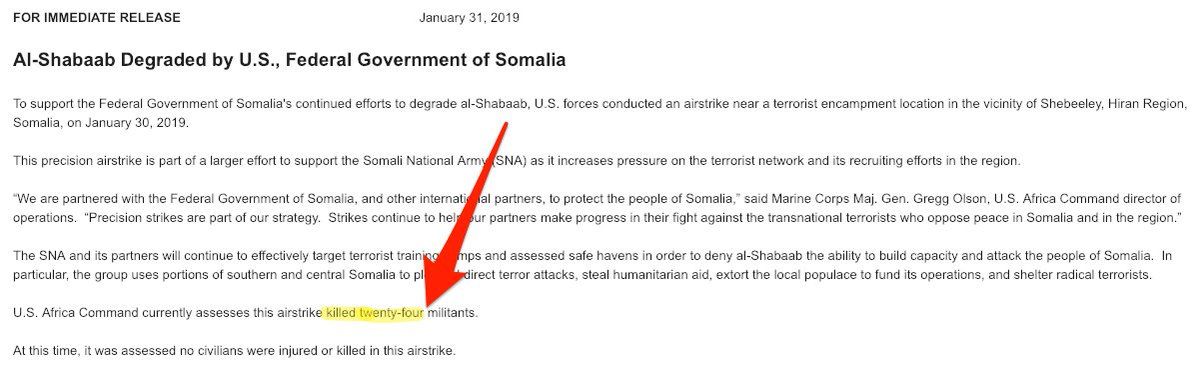 FOR IMMEDIATE RELEASE January 31, 2019
Al-Shabaab Degraded by U.S., Federal Government of Somalia
To support the Federal Government of Somalia's continued efforts to degrade al-Shabaab, U.S. forces conducted an airstrike near a terrorist encampment location in the vicinity of Shebeeley, Hiran Region,
Somalia, on January 30, 2019.
This precision airstrike is part of a larger effort to support the Somali National Army (SNA) as it increases pressure on the terrorist network and its recruiting efforts in the region.
“We are partnered with the Federal Government of Somalia, and other international partners, to protect the people of Somalia,” said Marine Corps Maj. Gen. Gregg Olson, U.S. Africa Command director of
operations.  “Precision strikes are part of our strategy.  Strikes continue to help our partners make progress in their fight against the transnational terrorists who oppose peace in Somalia and in the region.”
The SNA and its partners will continue to effectively target terrorist training camps and assessed safe havens in order to deny al-Shabaab the ability to build capacity and attack the people of Somalia.  In
particular, the group uses portions of southern and central Somalia to direct terror attacks, steal humanitarian aid, extort the local populace to fund its operations, and shelter radical terrorists.
U.S. Africa Command currently assesses this airstrike killed twenty-four militants.
At this time, it was assessed no civilians were injured or killed in this airstrike.